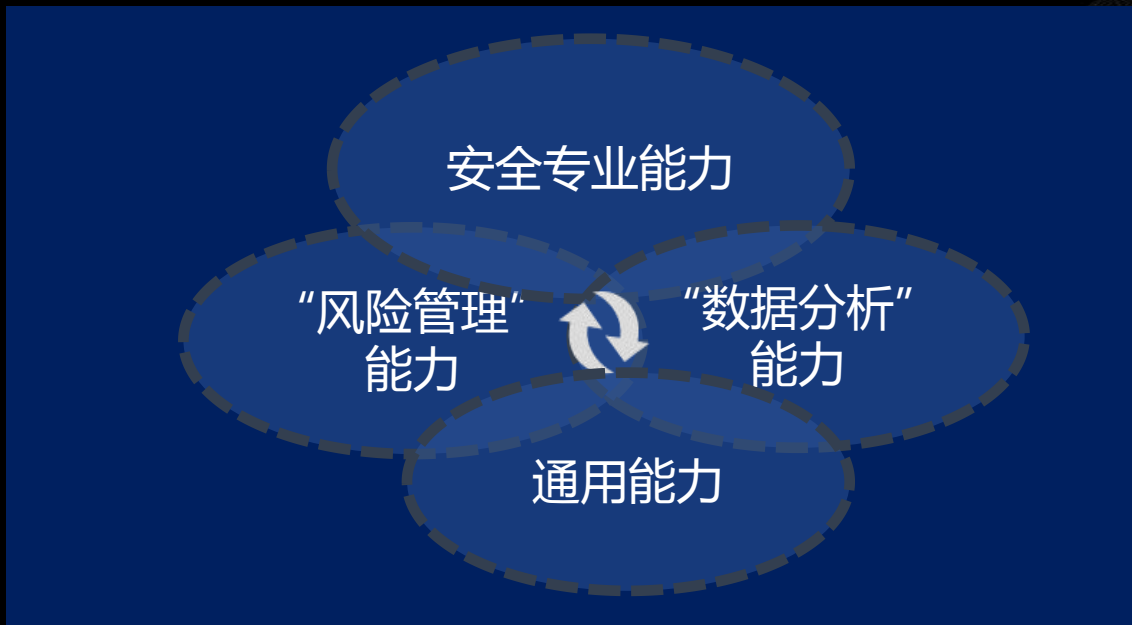 安全专业能力
“风险管理”
能力
“数据分析”
能力
通用能力